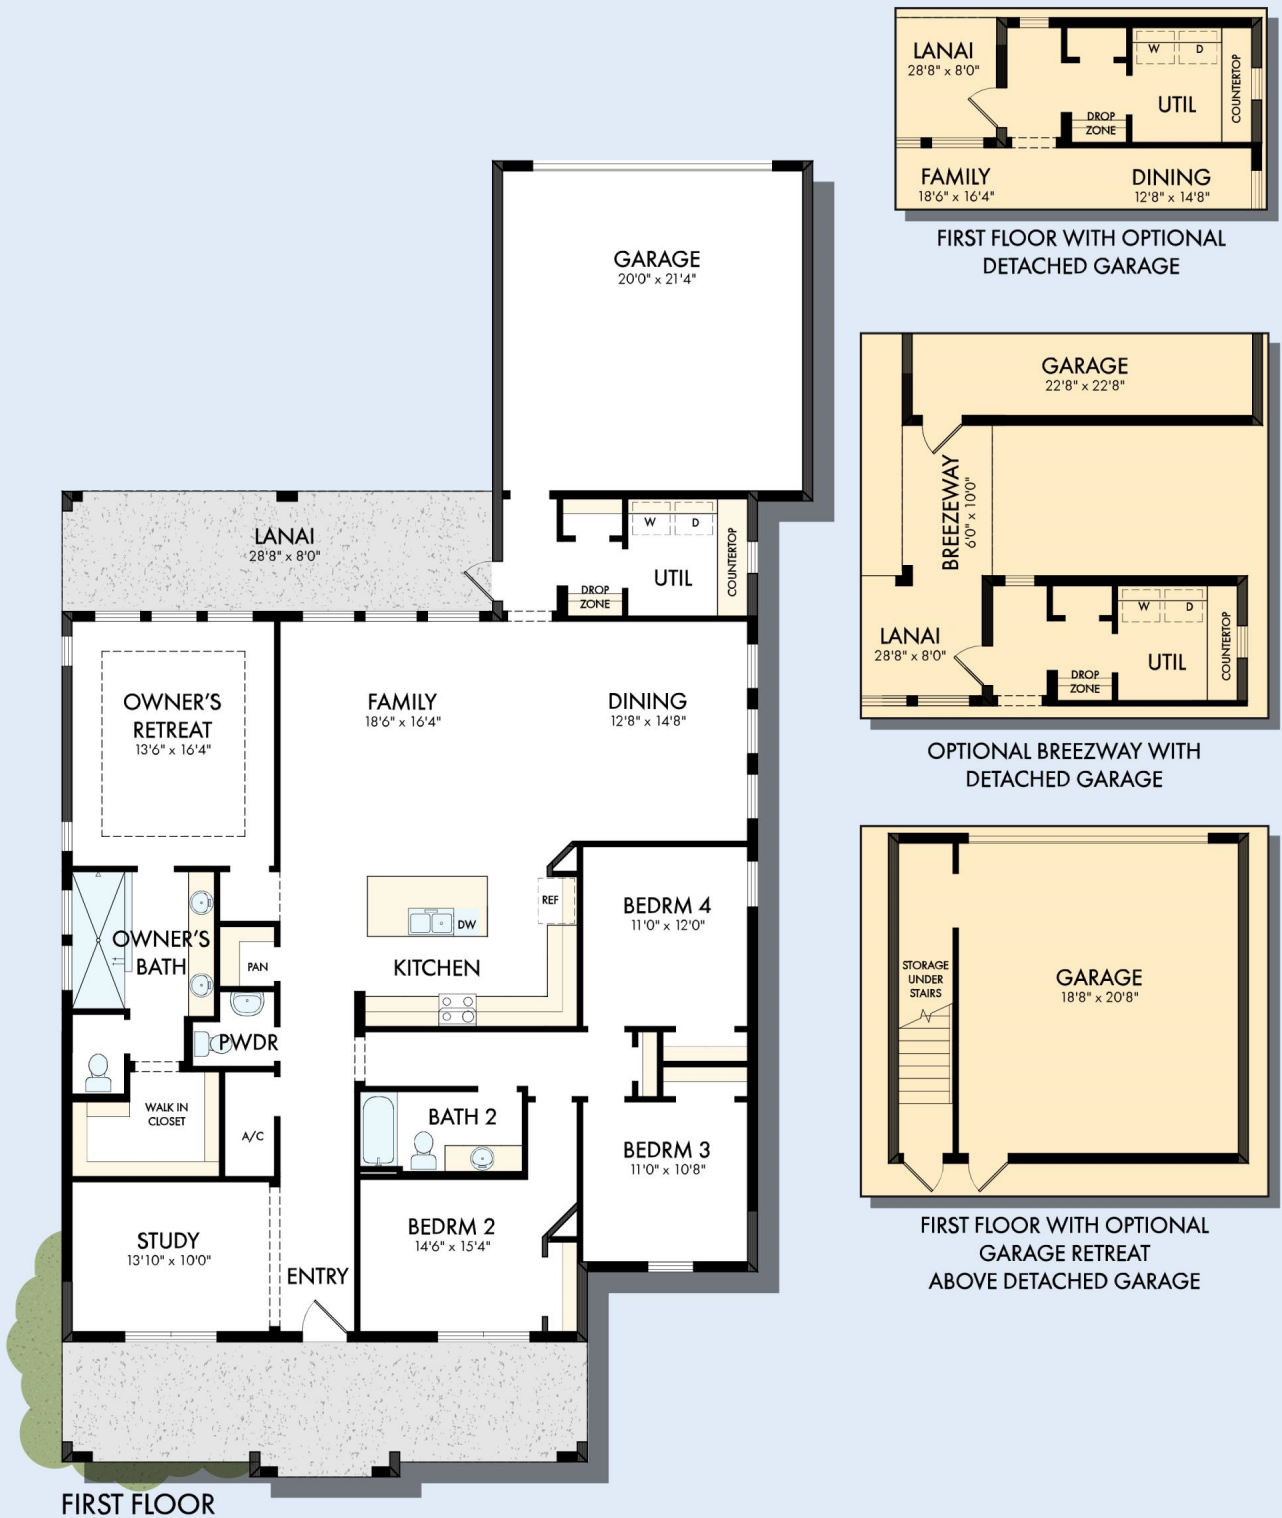 GARAGE
20'0" x 21'4"
LANAI
28'8" x 8'0"
W
D
UTIL
COUNTERTOP
DROP
ZONE
OWNER'S
RETREAT
13'6" x 16'4"
FAMILY
18'6" x 16'4"
DINING
12'8" x 14'8"
REF
DW
KITCHEN
BEDRM 4
11'0" x 12'0"
OWNER'S
BATH
PAN
PWDR
WALK IN
CLOSET
A/C
BATH 2
BEDRM 3
11'0" x 10'8"
STUDY
13'10" x 10'0"
ENTRY
BEDRM 2
14'6" x 15'4"
FIRST FLOOR
LANAI
28'8" x 8'0"
W
D
UTIL
COUNTERTOP
DROP
ZONE
FAMILY
18'6" x 16'4"
DINING
12'8" x 14'8"
FIRST FLOOR WITH OPTIONAL
DETACHED GARAGE
GARAGE
22'8" x 22'8"
BREEZEWAY
6'0" x 10'0"
LANAI
28'8" x 8'0"
W
D
UTIL
COUNTERTOP
DROP
ZONE
OPTIONAL BREEZWAY WITH
DETACHED GARAGE
STORAGE
UNDER
STAIRS
GARAGE
18'8" x 20'8"
FIRST FLOOR WITH OPTIONAL
GARAGE RETREAT
ABOVE DETACHED GARAGE